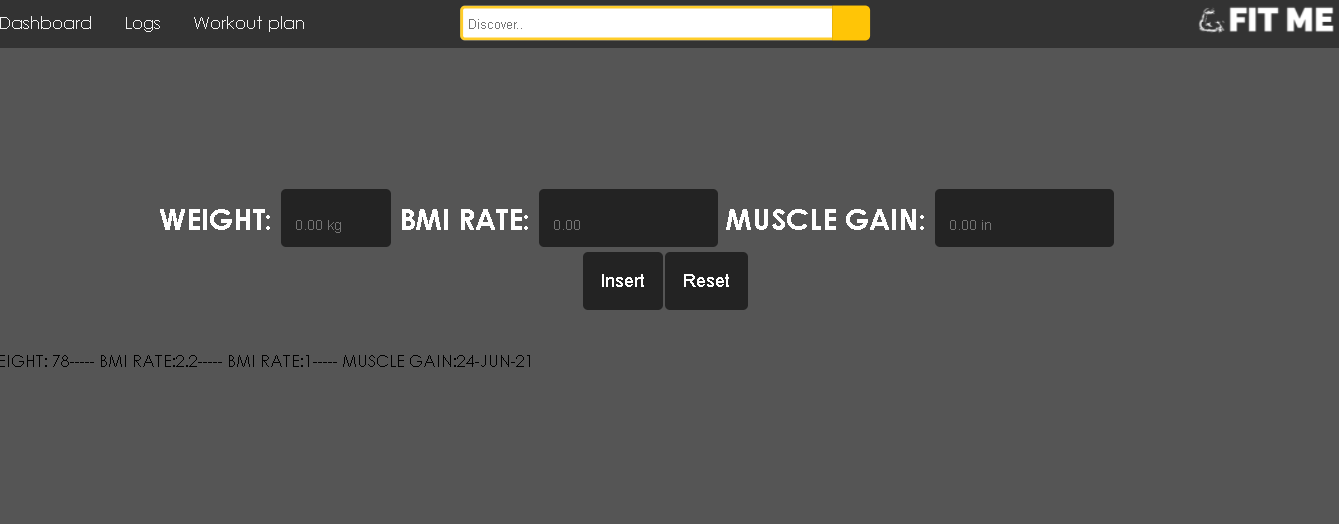 Dashboard Logs Workout plan Discover.. FIT ME
WEIGHT: 0.00 kg BMI RATE: 0.00 MUSCLE GAIN: 0.00 in
Insert Reset
EIGHT: 78----- BMI RATE:2.2----- BMI RATE:1----- MUSCLE GAIN:24-JUN-21